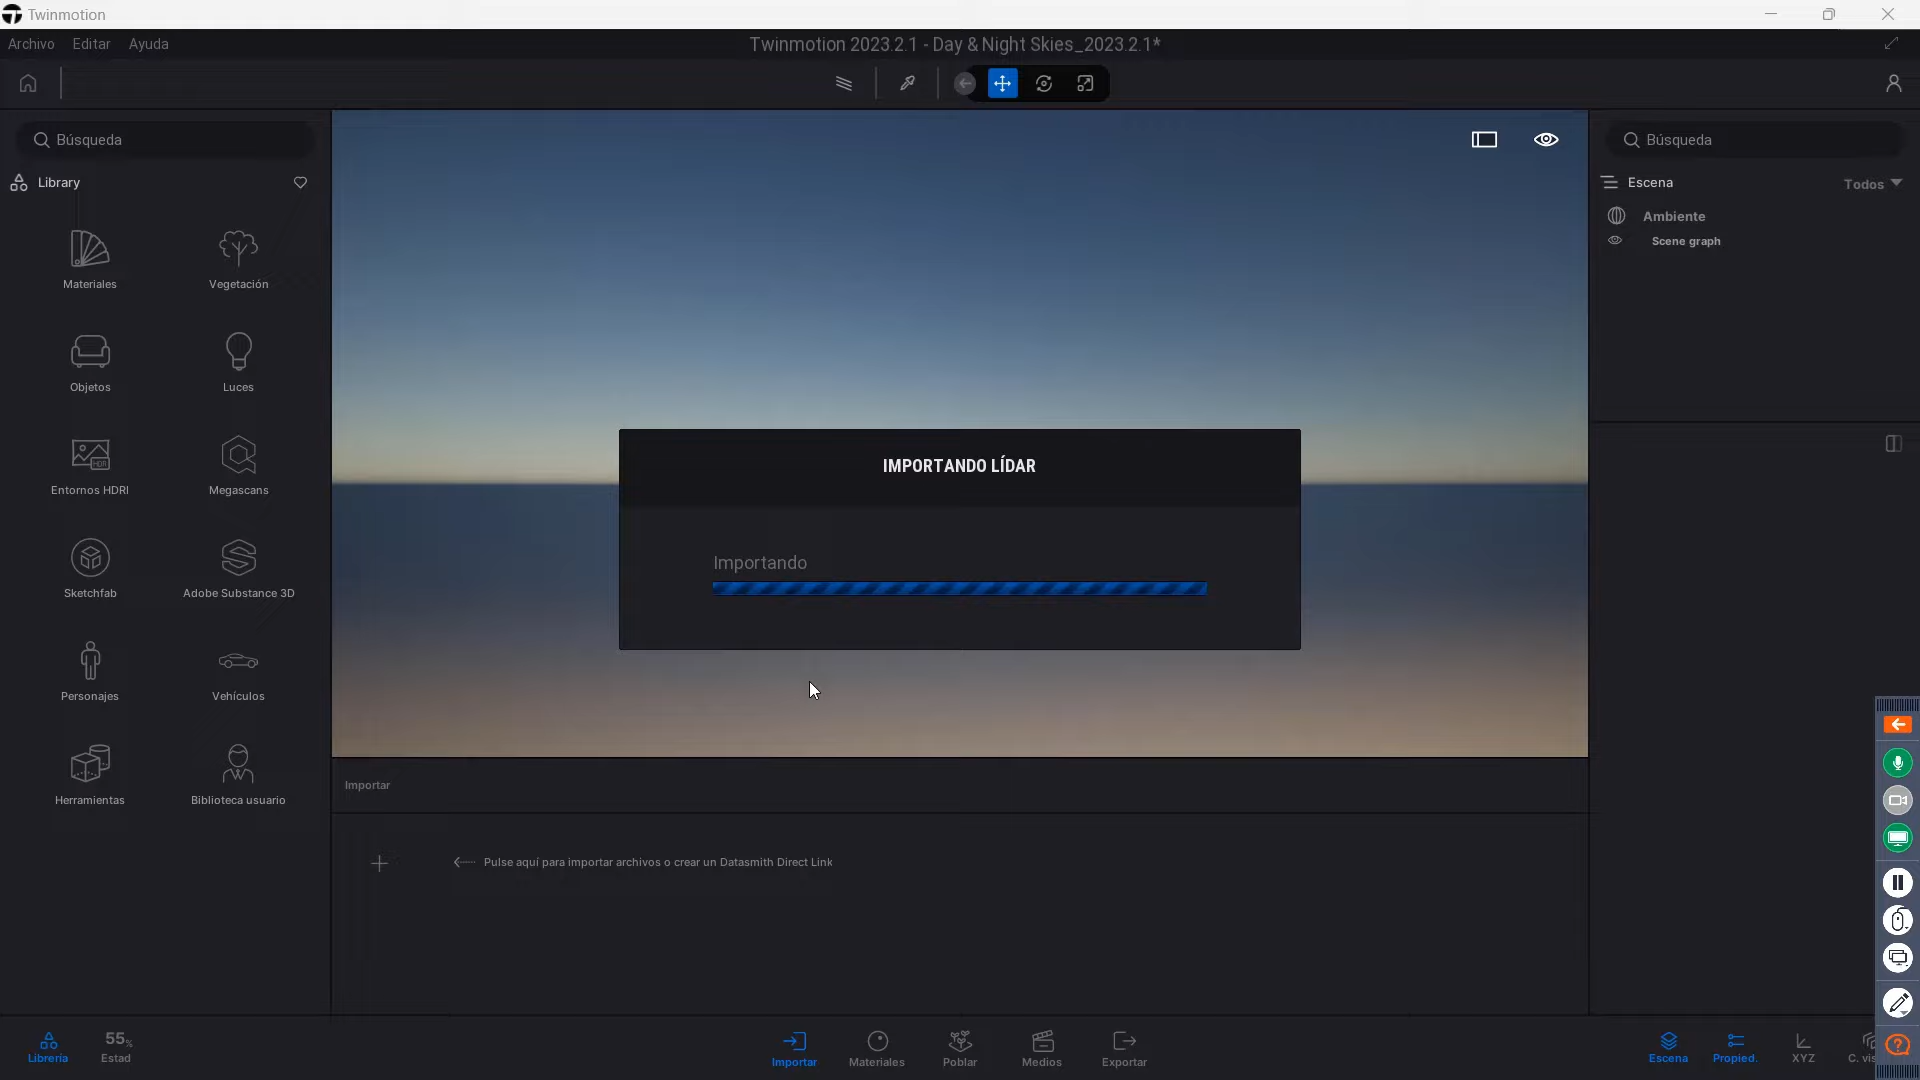 Twinmotion
Archivo Editar Ayuda
Twinmotion 2023.2.1 - Day & Night Skies_2023.2.1*
Búsqueda
Library
Materiales
Vegetación
Objetos
Luces
HDR
Entornos HDRI
Megascans
Sketchfab
Adobe Substance 3D
Personajes
Vehículos
Herramientas
Biblioteca usuario
IMPORTANDO LÍDAR
Importando
Importar
Pulse aquí para importar archivos o crear un Datasmith Direct Link
Búsqueda
Escena
Todos
Ambiente
Scene graph
Librería
55%
Estad
Importar
Materiales
Poblar
Medios
Exportar
Escena
Propied.
XYZ
C. vis